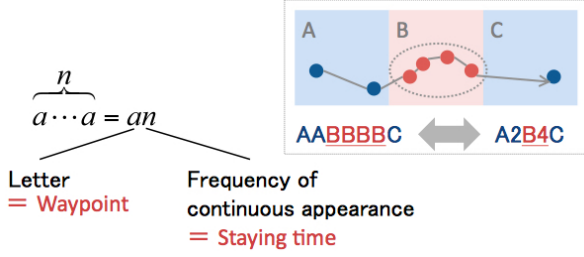 n
a⋯a = an
Letter
= Waypoint
Frequency of
continuous appearance
= Staying time
A B C
AABBBBC A2B4C